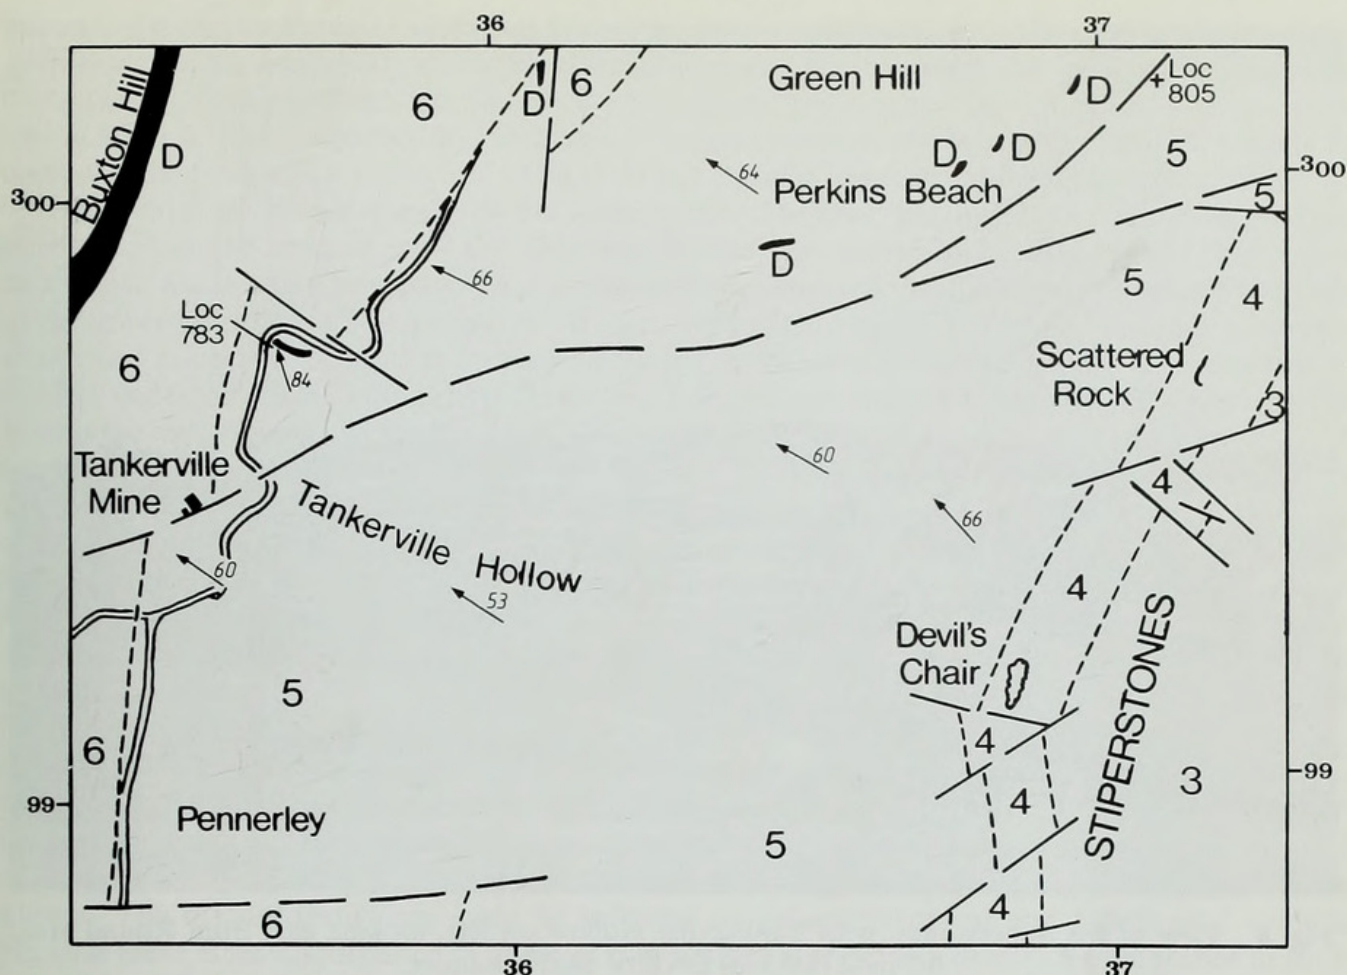 36
37
Buxton Hill
D
6
D
6
Green Hill
D
+ Loc
805
D
D
5
64
Perkins Beach
300
300
5
D
66
5
4
Loc
783
6
84
Scattered
Rock
3
Tankerville
Mine
60
4
66
Tankerville Hollow
60
53
4
Devil's
Chair
STIPERSTONES
5
6
4
3
99
99
4
Pennerley
5
6
4
36
37